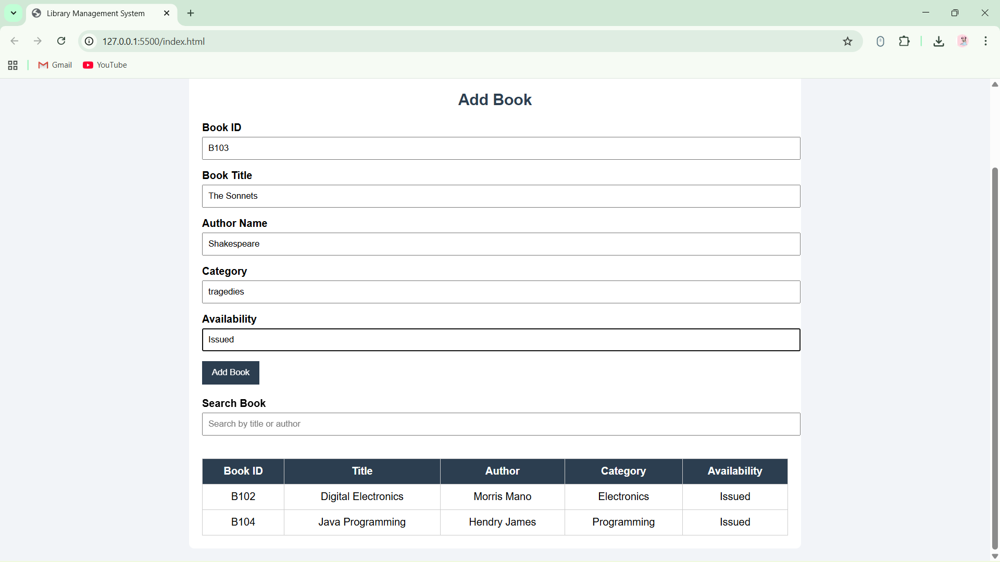 Library Management System
127.0.0.1:5500/index.html
Gmail YouTube
Add Book
Book ID
B103
Book Title
The Sonnets
Author Name
Shakespeare
Category
tragedies
Availability
Issued
Add Book
Search Book
Search by title or author
Book ID Title Author Category Availability
B102 Digital Electronics Morris Mano Electronics Issued
B104 Java Programming Hendry James Programming Issued